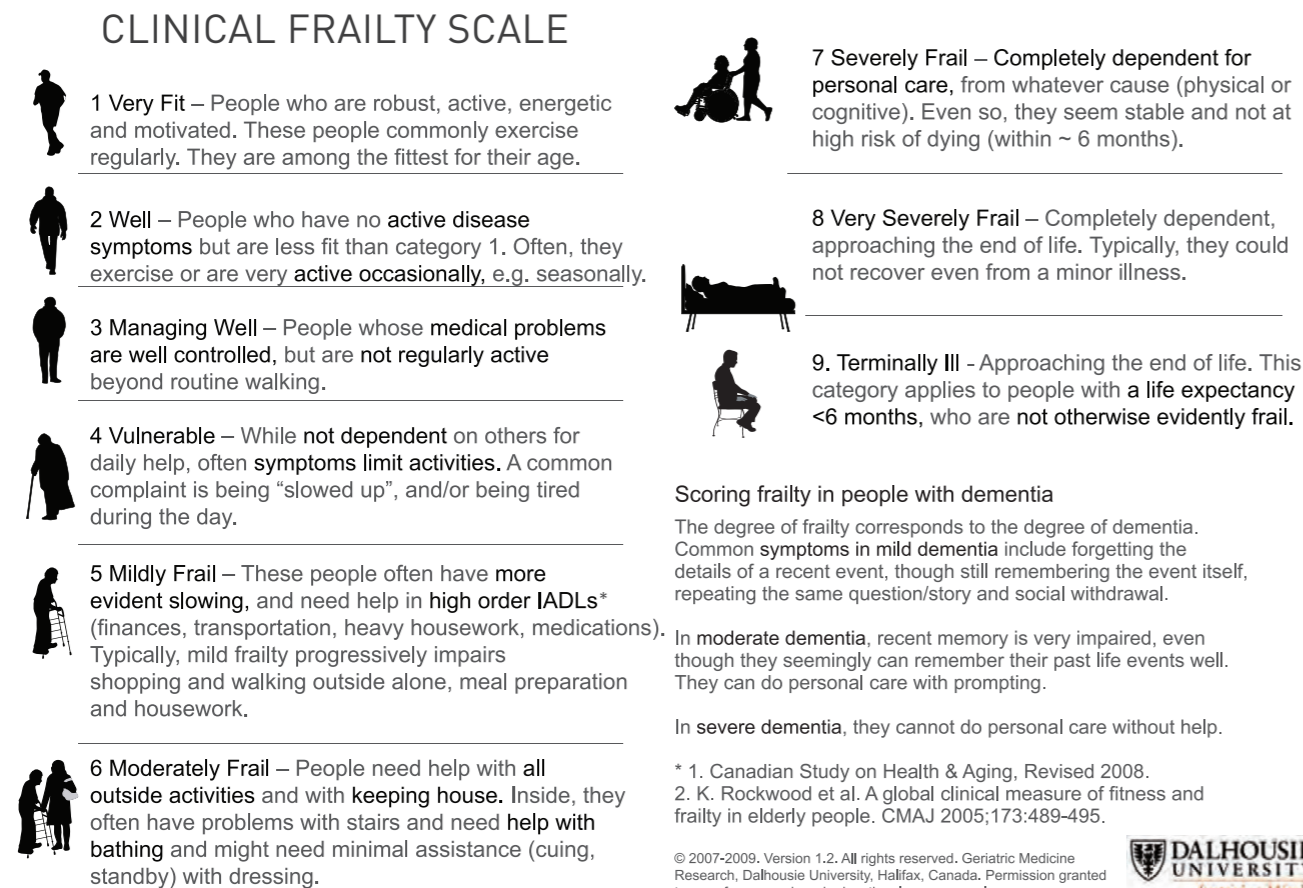 CLINICAL FRAILTY SCALE
1 Very Fit – People who are robust, active, energetic
and motivated. These people commonly exercise
regularly. They are among the fittest for their age.
2 Well – People who have no active disease
symptoms but are less fit than category 1. Often, they
exercise or are very active occasionally, e.g. seasonally.
3 Managing Well – People whose medical problems
are well controlled, but are not regularly active
beyond routine walking.
4 Vulnerable – While not dependent on others for
daily help, often symptoms limit activities. A common
complaint is being “slowed up”, and/or being tired
during the day.
5 Mildly Frail – These people often have more
evident slowing, and need help in high order IADLs*
(finances, transportation, heavy housework, medications).
Typically, mild frailty progressively impairs
shopping and walking outside alone, meal preparation
and housework.
6 Moderately Frail – People need help with all
outside activities and with keeping house. Inside, they
often have problems with stairs and need help with
bathing and might need minimal assistance (cuing,
standby) with dressing.
7 Severely Frail – Completely dependent for
personal care, from whatever cause (physical or
cognitive). Even so, they seem stable and not at
high risk of dying (within ~ 6 months).
8 Very Severely Frail – Completely dependent,
approaching the end of life. Typically, they could
not recover even from a minor illness.
9. Terminally Ill - Approaching the end of life. This
category applies to people with a life expectancy
<6 months, who are not otherwise evidently frail.
Scoring frailty in people with dementia
The degree of frailty corresponds to the degree of dementia.
Common symptoms in mild dementia include forgetting the
details of a recent event, though still remembering the event itself,
repeating the same question/story and social withdrawal.
In moderate dementia, recent memory is very impaired, even
though they seemingly can remember their past life events well.
They can do personal care with prompting.
In severe dementia, they cannot do personal care without help.
* 1. Canadian Study on Health & Aging, Revised 2008.
2. K. Rockwood et al. A global clinical measure of fitness and
frailty in elderly people. CMAJ 2005;173:489-495.
© 2007-2009. Version 1.2. All rights reserved. Geriatric Medicine
Research, Dalhousie University, Halifax, Canada. Permission granted
DALHOUSIE
UNIVERSITY